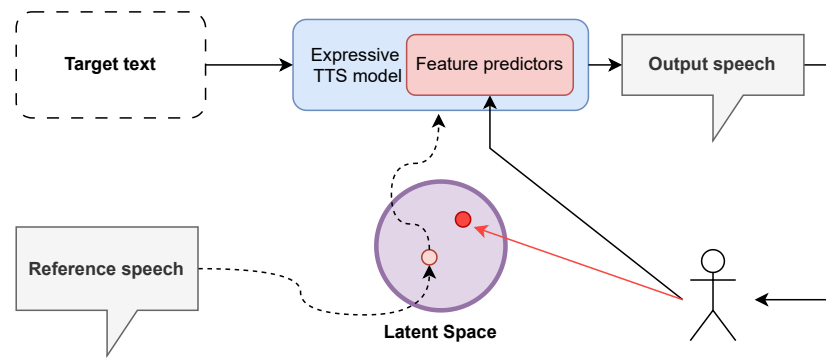 Target text
Expressive
TTS model
Feature predictors
Output speech
Reference speech
Latent Space